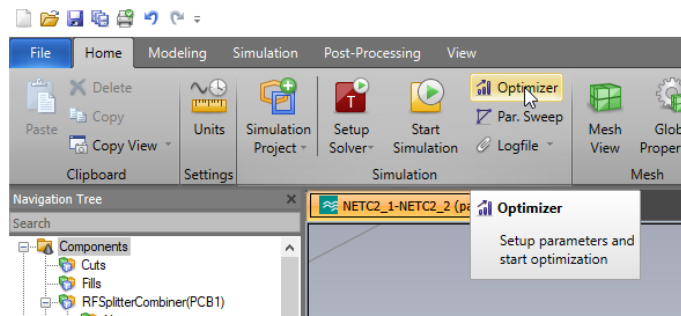 File Home Modeling Simulation Post-Processing View
Delete
Optimizer
Copy
Par. Sweep
Paste Units Simulation Setup Start Mesh Glob
Copy View Project Solver Simulation Logfile View Proper
Clipboard Settings Simulation Mesh
Navigation Tree × NETC2_1-NETC2_2 (pa Optimizer
Search
Setup parameters and
Components
start optimization
Cuts
Fills
RFSplitterCombiner(PCB1)